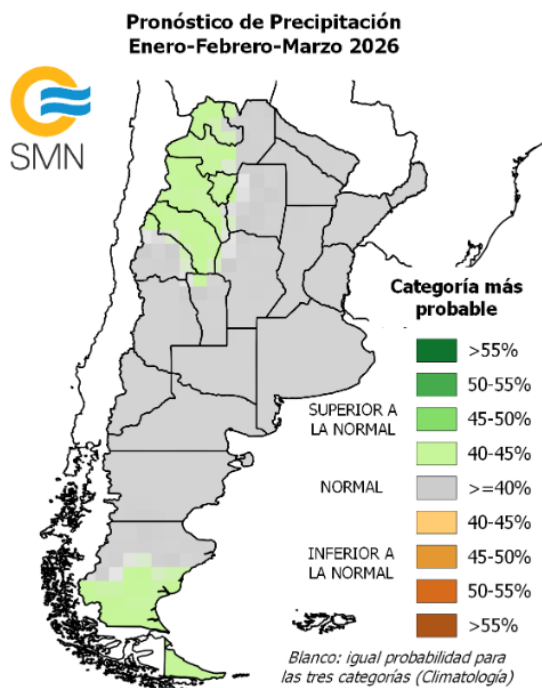 Pronóstico de Precipitación
Enero-Febrero-Marzo 2026
SMN
Categoría más
probable
>55%
50-55%
SUPERIOR A
LA NORMAL
45-50%
40-45%
NORMAL
>=40%
40-45%
INFERIOR A
LA NORMAL
45-50%
50-55%
>55%
Blanco: igual probabilidad para
las tres categorías (Climatología)